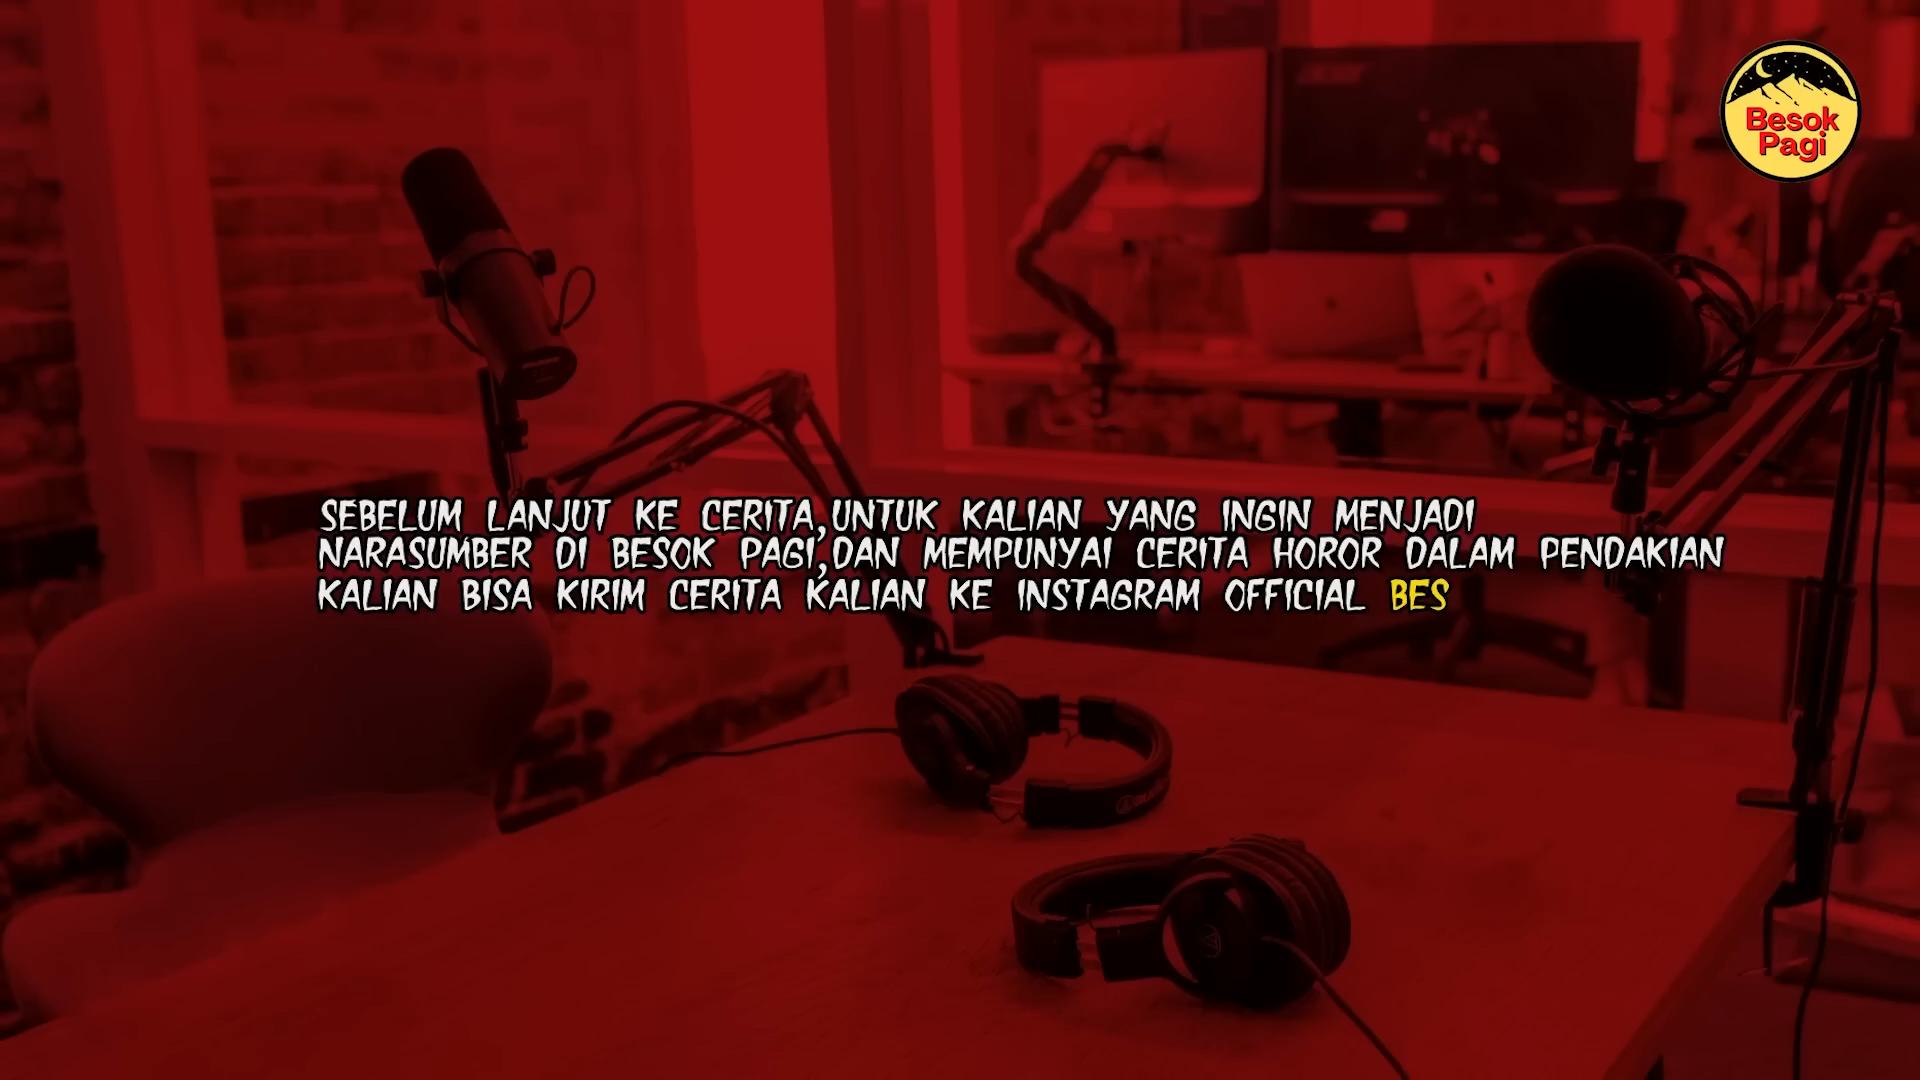 Besok
Pagi
SEBELUM LANJUT KE CERITA,UNTUK KALIAN YANG INGIN MENJADI
NARASUMBER DI BESOK PAGI,DAN MEMPUNYAI CERITA HOROR DALAM PENDAKIAN
KALIAN BISA KIRIM CERITA KALIAN KE INSTAGRAM OFFICIAL BES